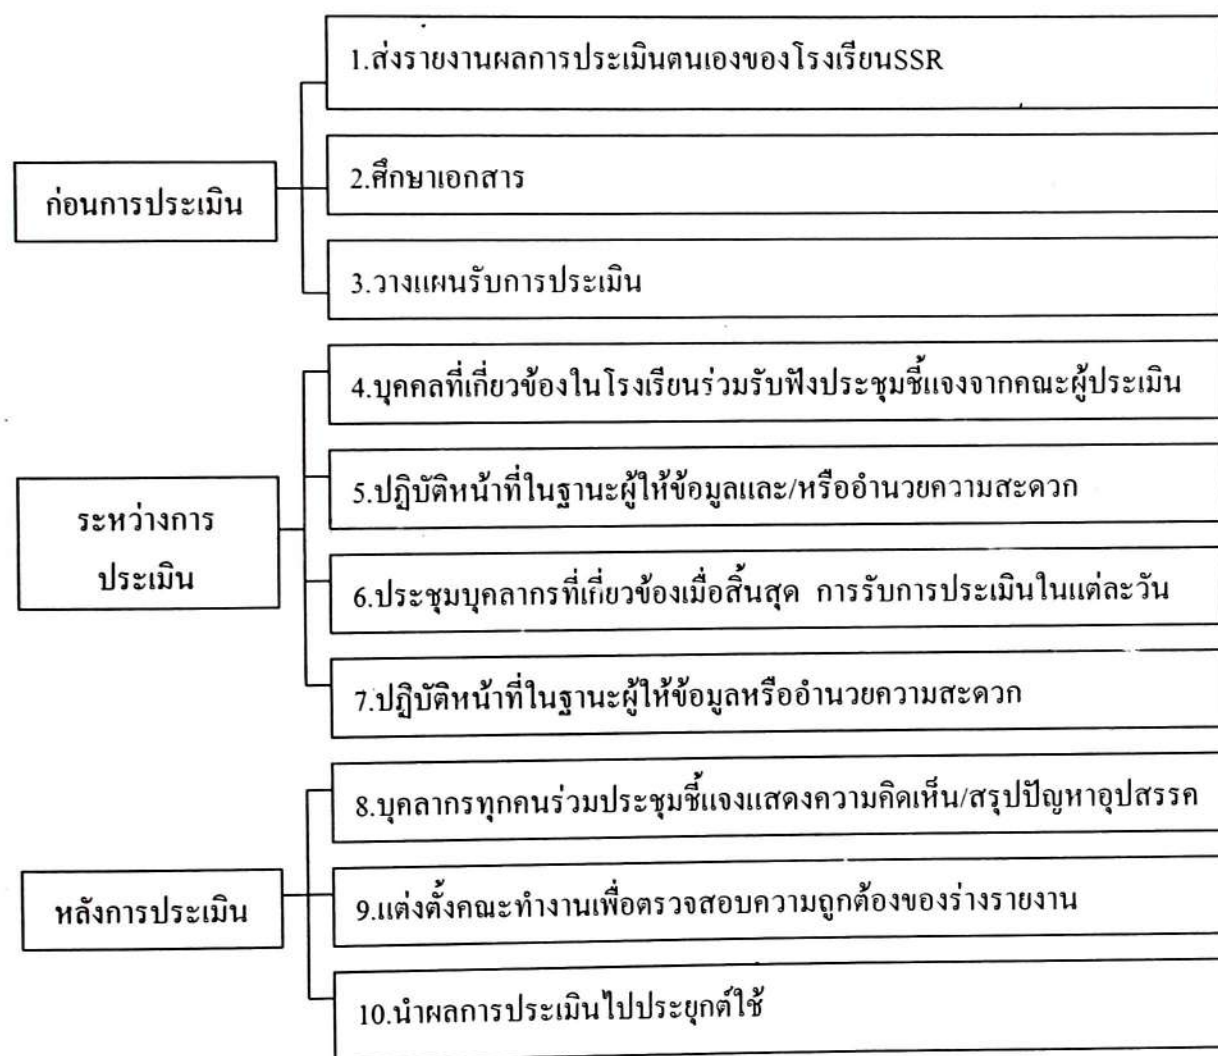 1.ส่งรายงานผลการประเมินตนเองของโรงเรียนSSR
ก่อนการประเมิน
2.ศึกษาเอกสาร
3.วางแผนรับการประเมิน
4.บุคคลที่เกี่ยวข้องในโรงเรียนร่วมรับฟังประชุมชี้แจงจากคณะผู้ประเมิน
ระหว่างการ
ประเมิน
5.ปฏิบัติหน้าที่ในฐานะผู้ให้ข้อมูลและ/หรืออำนวยความสะดวก
6.ประชุมบุคลากรที่เกี่ยวข้องเมื่อสิ้นสุด การรับการประเมินในแต่ละวัน
7.ปฏิบัติหน้าที่ในฐานะผู้ให้ข้อมูลหรืออำนวยความสะดวก
8.บุคลากรทุกคนร่วมประชุมชี้แจงแสดงความคิดเห็น/สรุปปัญหาอุปสรรค
หลังการประเมิน
9.แต่งตั้งคณะทำงานเพื่อตรวจสอบความถูกต้องของร่างรายงาน
10.นำผลการประเมินไปประยุกต์ใช้